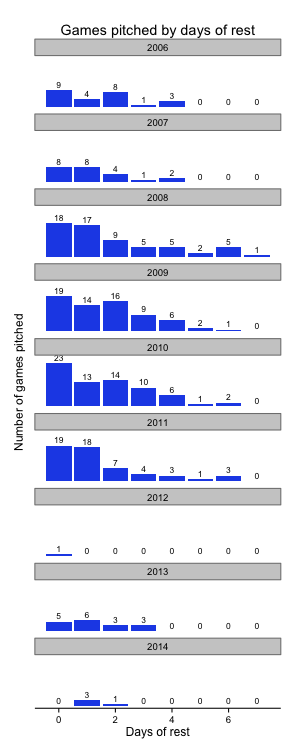 Games pitched by days of rest
2006
9 4 8 1 3 0 0 0
2007
8 8 4 1 2 0 0 0
2008
18 17 9 5 5 2 5 1
2009
19 14 16 9 6 2 1 0
2010
23 13 14 10 6 1 2 0
2011
19 18 7 4 3 1 3 0
2012
1 0 0 0 0 0 0 0
2013
5 6 3 3 0 0 0 0
2014
0 3 1 0 0 0 0 0
0 2 4 6
Days of rest
Number of games pitched